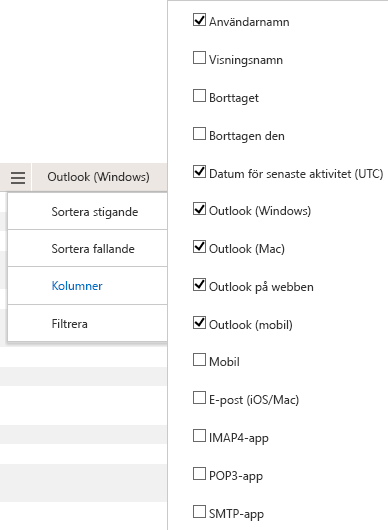 Outlook (Windows)
Sortera stigande
Sortera fallande
Kolumner
Filtrera
Användarnamn
Visningsnamn
Borttaget
Borttagen den
Datum för senaste aktivitet (UTC)
Outlook (Windows)
Outlook (Mac)
Outlook på webben
Outlook (mobil)
Mobil
E-post (iOS/Mac)
IMAP4-app
POP3-app
SMTP-app